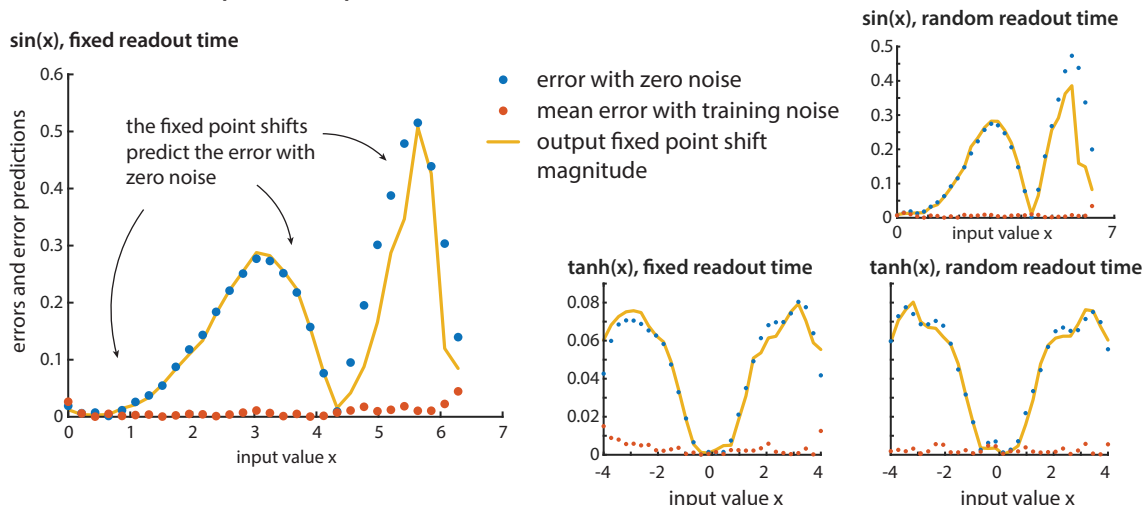 sin(x), fixed readout time
errors and error predictions
0.6
0.5
0.4
0.3
0.2
0.1
0
the fixed point shifts
predict the error with
zero noise
0 1 2 3 4 5 6 7
input value x
error with zero noise
mean error with training noise
output fixed point shift
magnitude
sin(x), random readout time
0.5
0.4
0.3
0.2
0.1
0
0 7
input value x
tanh(x), fixed readout time
0.08
0.06
0.04
0.02
0
-4 -2 0 2 4
input value x
tanh(x), random readout time
-4 -2 0 2 4
input value x